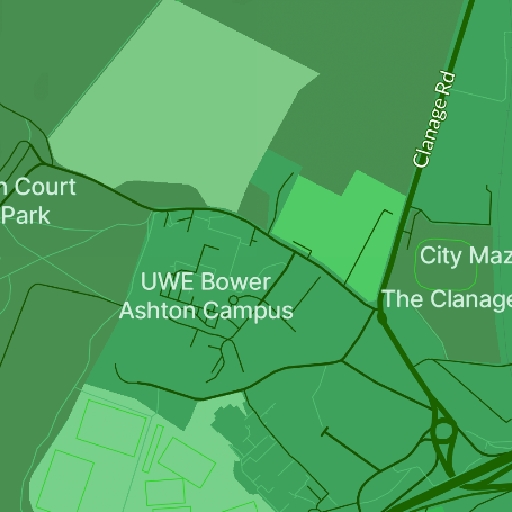 Clanage Rd
n Court
Park
City Maz
UWE Bower
Ashton Campus
The Clanage